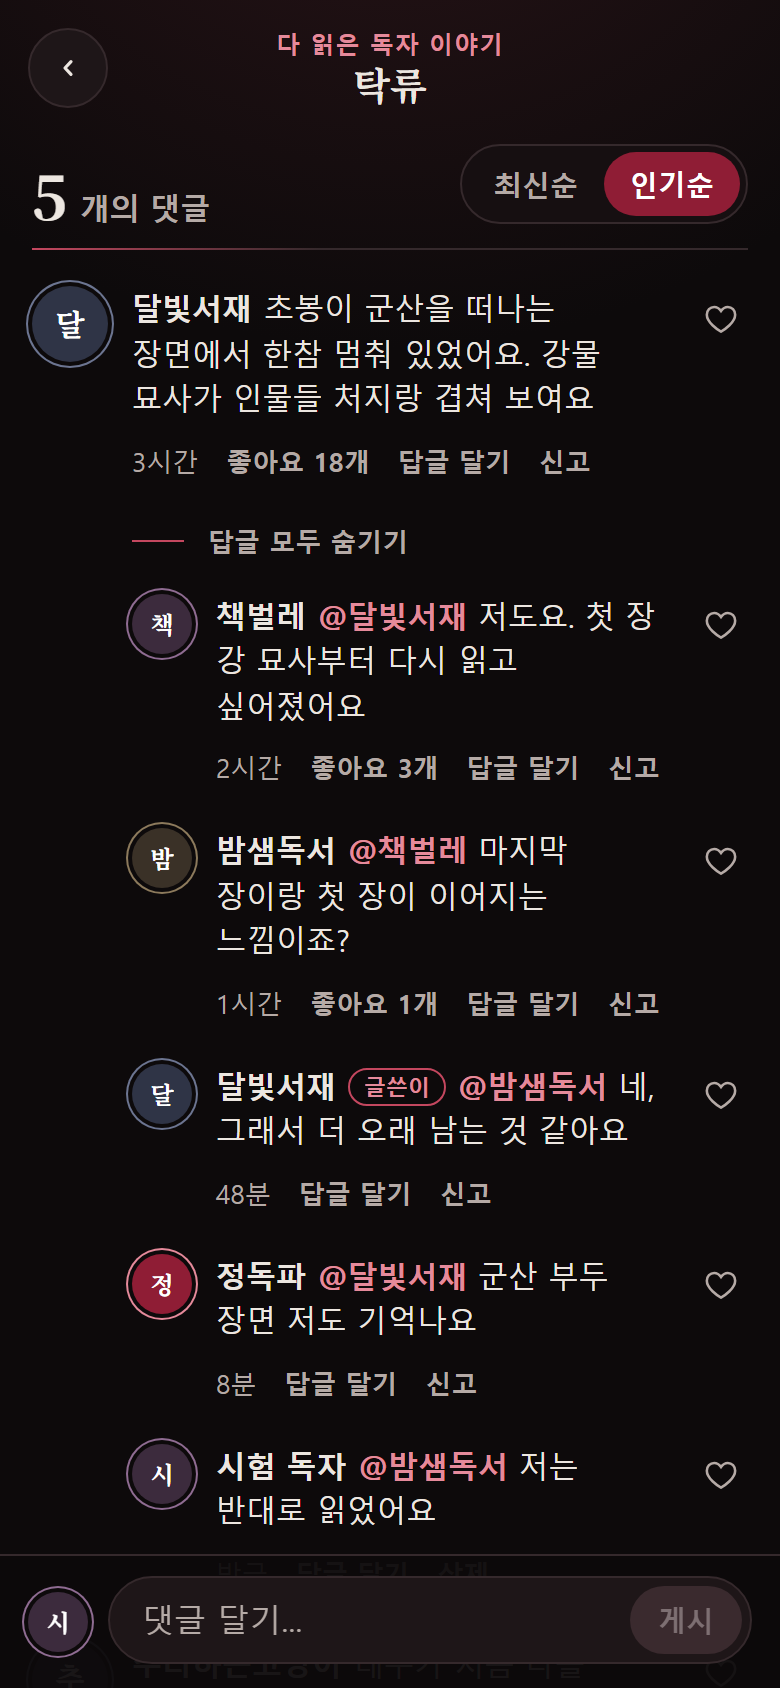 다 읽은 독자 이야기
탁류
5 개의 댓글
최신순 인기순
달
달빛서재 초봉이 군산을 떠나는
장면에서 한참 멈춰 있었어요. 강물
묘사가 인물들 처지랑 겹쳐 보여요
3시간 좋아요 18개 답글 달기 신고
답글 모두 숨기기
책
책벌레 @달빛서재 저도요. 첫 장
강 묘사부터 다시 읽고
싶어졌어요
2시간 좋아요 3개 답글 달기 신고
밤
밤샘독서 @책벌레 마지막
장이랑 첫 장이 이어지는
느낌이죠?
1시간 좋아요 1개 답글 달기 신고
달
달빛서재 글쓴이 @밤샘독서 네,
그래서 더 오래 남는 것 같아요
48분 답글 달기 신고
정
정독파 @달빛서재 군산 부두
장면 저도 기억나요
8분 답글 달기 신고
시
시험 독자 @밤샘독서 저는
반대로 읽었어요
방금 답글 달기 삭제
시
댓글 달기...
게시